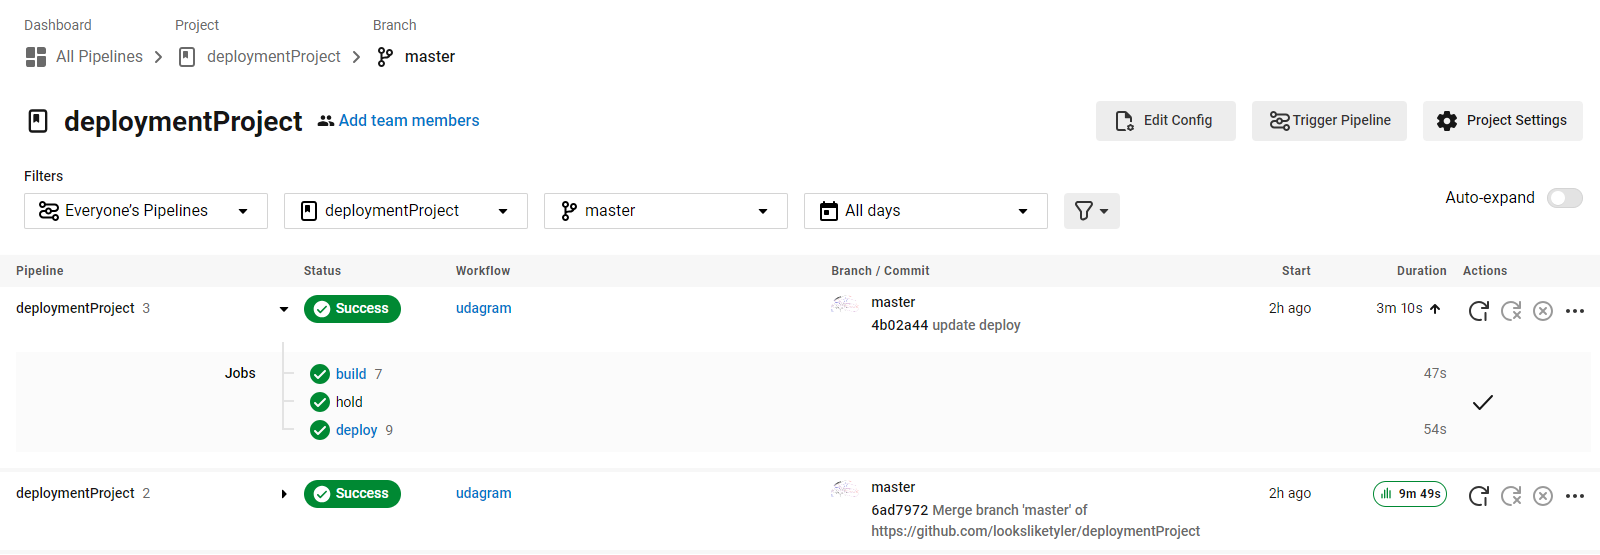 Dashboard Project Branch
All Pipelines deploymentProject master
deploymentProject Add team members Edit Config Trigger Pipeline Project Settings
Filters
Everyone's Pipelines deploymentProject master All days Auto-expand
Pipeline Status Workflow Branch / Commit Start Duration Actions
deploymentProject 3 Success udagram master 2h ago 3m 10s
4b02a44 update deploy
Jobs build 7 47s
hold
deploy 9 54s
deploymentProject 2 Success udagram master 2h ago 9m 49s
6ad7972 Merge branch 'master' of
https://github.com/looksliketyler/deploymentProject